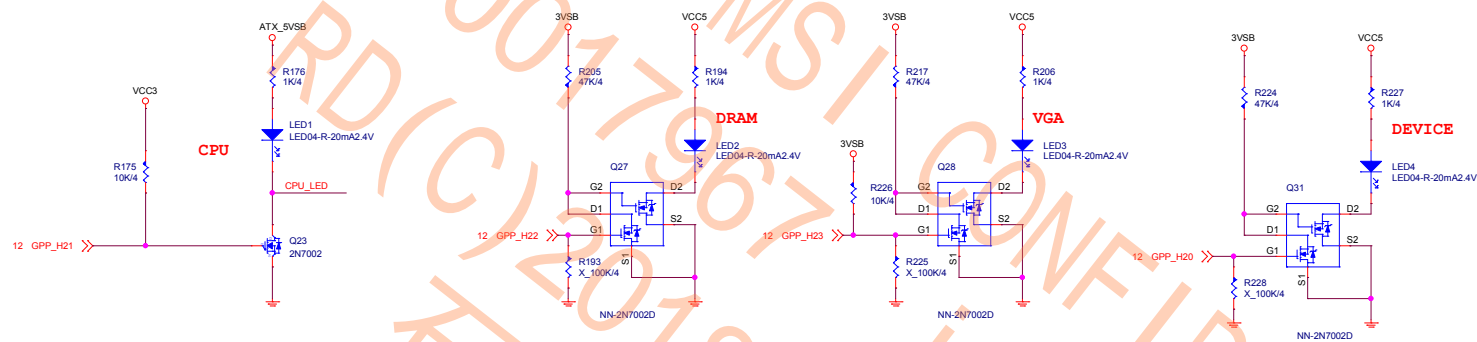 ATX_5VSB
R176
1K/4
VCC3
LED1
LED04-R-20mA2.4V
CPU
R175
10K/4
CPU_LED
12 GPP_H21
Q23
2N7002
3VSB
VCC5
R205
47K/4
R194
1K/4
DRAM
LED2
LED04-R-20mA2.4V
Q27
G2
D2
D1
S2
12 GPP_H22
G1
S1
R193
X_100K/4
NN-2N7002D
3VSB
VCC5
R217
47K/4
R206
1K/4
VGA
3VSB
LED3
LED04-R-20mA2.4V
Q28
R226
10K/4
G2
D2
D1
S2
12 GPP_H23
G1
S1
R225
X_100K/4
NN-2N7002D
3VSB
VCC5
R224
47K/4
R227
1K/4
DEVICE
LED4
LED04-R-20mA2.4V
Q31
G2
D2
D1
S2
12 GPP_H20
G1
S1
R228
X_100K/4
NN-2N7002D
MSI CONFID
0017967
RD(C)2018